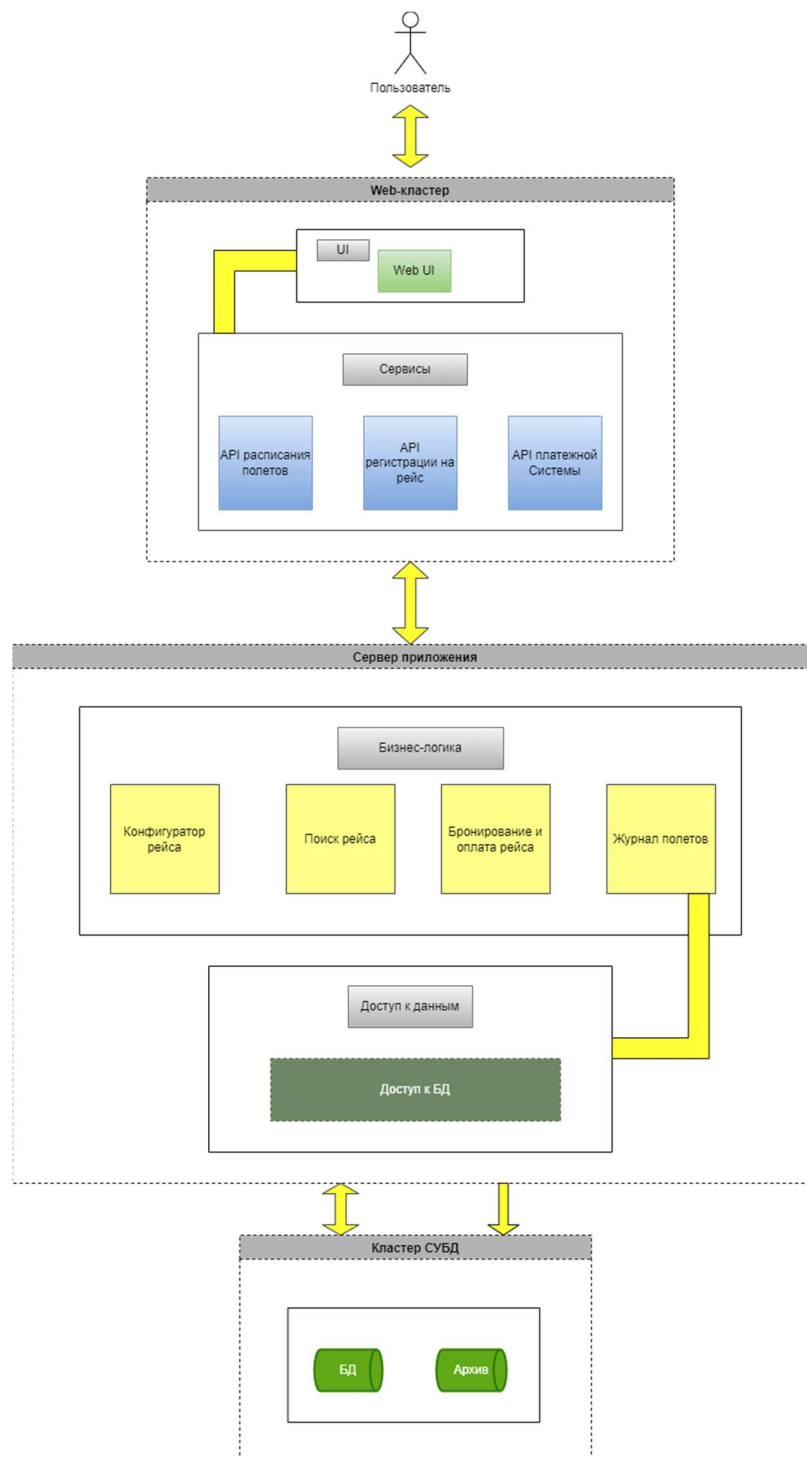 Пользователь
Web-кластер
UI
Web UI
Сервисы
API расписания
полетов
API
регистрации на
рейс
API платежной
Системы
Сервер приложения
Бизнес-логика
Конфигуратор
рейса
Поиск рейса
Бронирование и
оплата рейса
Журнал полетов
Доступ к данным
Доступ к БД
Кластер СУБД
БД
Архив